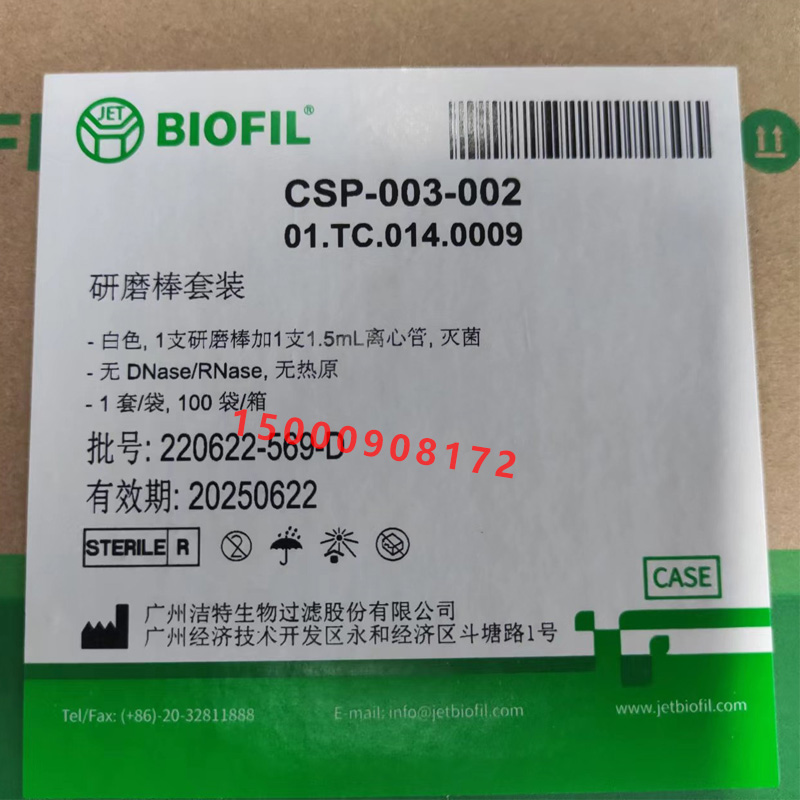 JET BIOFIL®
CSP-003-002
01.TC.014.0009
研磨棒套装
- 白色, 1支研磨棒加1支1.5mL离心管, 灭菌
- 无 DNase/RNase, 无热原
- 1 套/袋, 100 袋/箱
批号: 220622-569-D
15000908172
有效期: 20250622
STERILE R
2
CASE
广州洁特生物过滤股份有限公司
广州经济技术开发区永和经济区斗塘路1号
Tel/Fax: (+86)-20-32811888 E-mail: info@jetbiofil.com www.jetbiofil.com